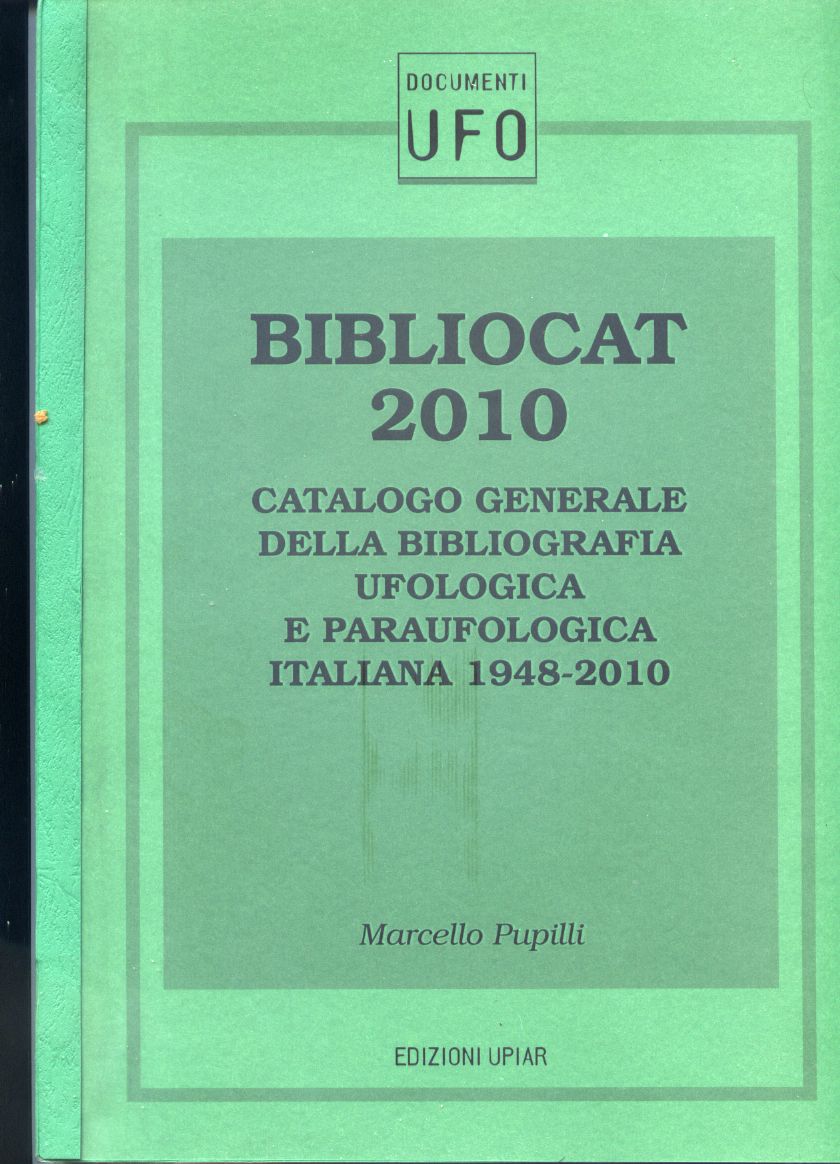 DOCUMENTI
UFO
BIBLIOCAT
2010
CATALOGO GENERALE
DELLA BIBLIOGRAFIA
UFOLOGICA
E PARAUFOLOGICA
ITALIANA 1948-2010
Marcello Pupilli
EDIZIONI UPIAR